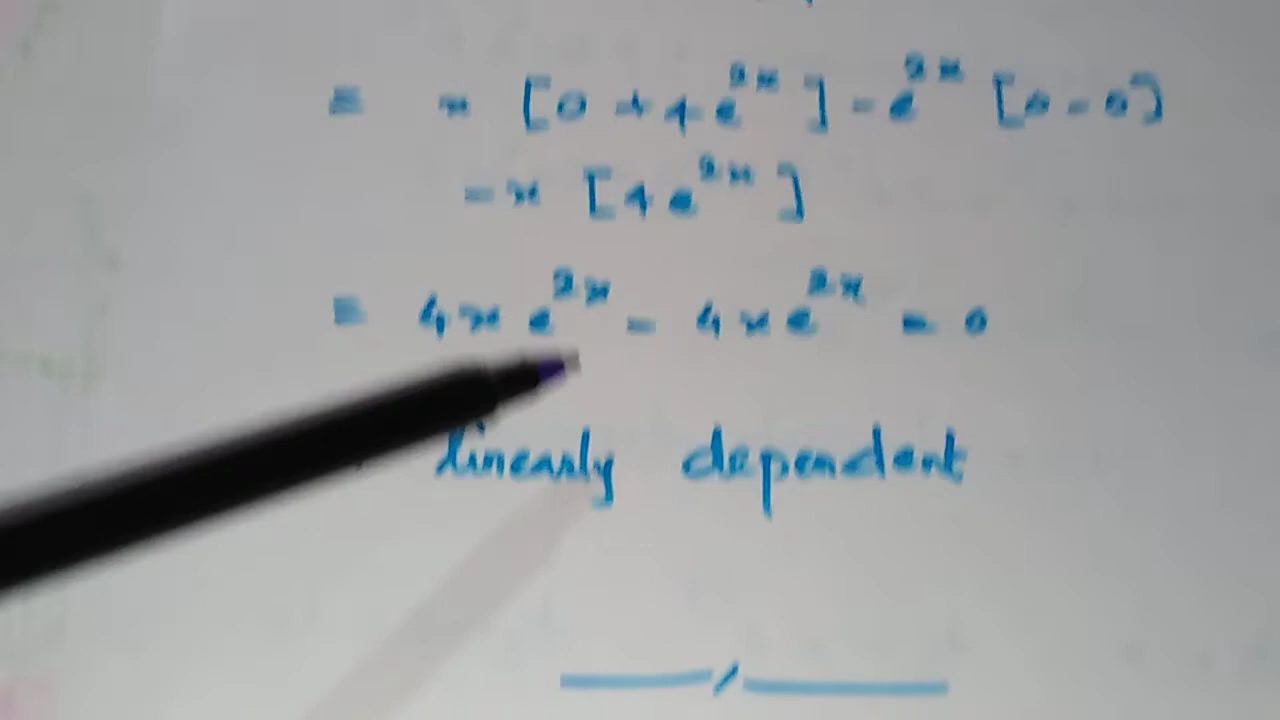 = x [0 + 4e^{2x}] - e^{2x} [0 - 0]
- x [4e^{2x}]
= 4xe^{2x} - 4xe^{2x} = 0
linearly dependent